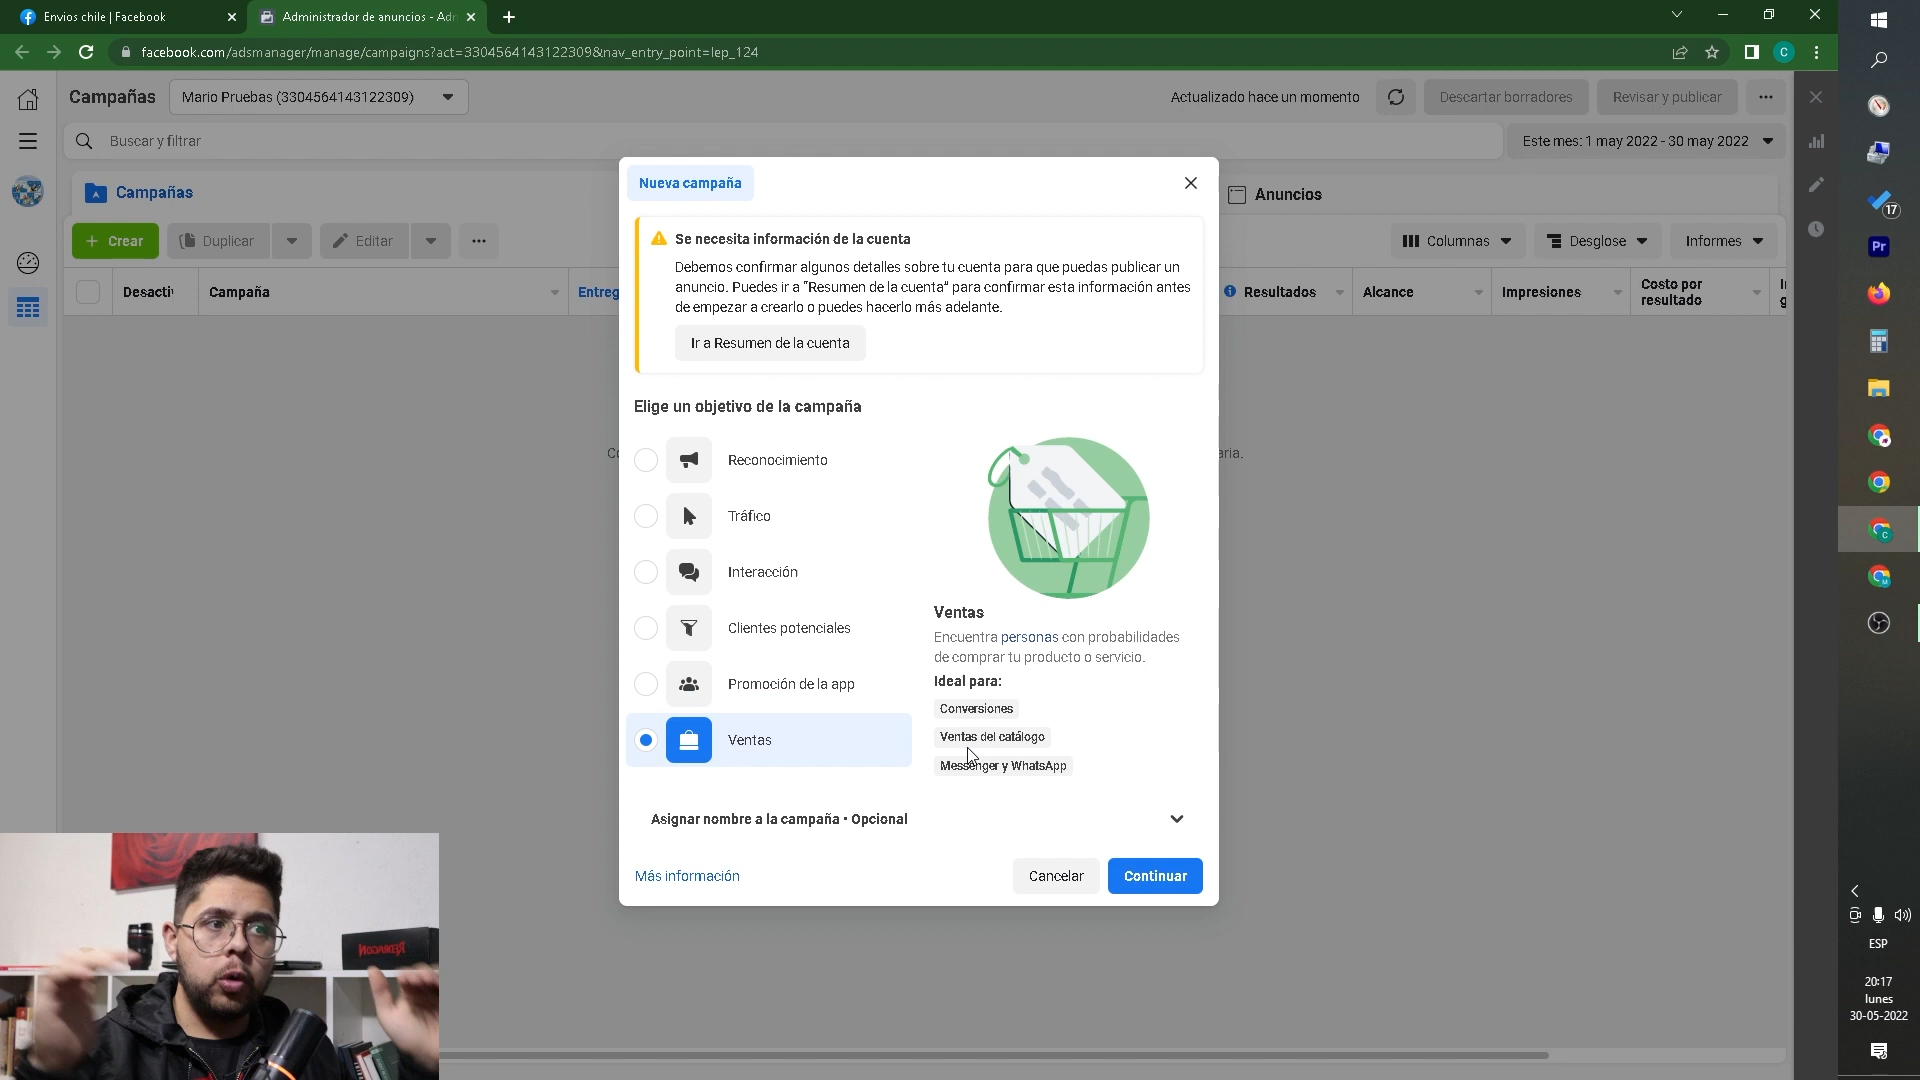 Envios chile | Facebook
Administrador de anuncios - Adr
facebook.com/adsmanager/manage/campaigns?act=3304564143122309&nav_entry_point=lep_124
C
Campañas
Mario Pruebas (3304564143122309)
Actualizado hace un momento
Descartar borradores
Revisar y publicar
Buscar y filtrar
Este mes: 1 may 2022 - 30 may 2022
Campañas
Anuncios
+ Crear
Duplicar
Editar
Columnas
Desglose
Informes
Desacti
Campaña
Entreg
Resultados
Alcance
Impresiones
Costo por
resultado
aria.
Nueva campaña
Se necesita información de la cuenta
Debemos confirmar algunos detalles sobre tu cuenta para que puedas publicar un
anuncio. Puedes ir a "Resumen de la cuenta" para confirmar esta información antes
de empezar a crearlo o puedes hacerlo más adelante.
Ir a Resumen de la cuenta
Elige un objetivo de la campaña
Reconocimiento
Tráfico
Interacción
Clientes potenciales
Promoción de la app
Ventas
Ventas
Encuentra personas con probabilidades
de comprar tu producto o servicio.
Ideal para:
Conversiones
Ventas del catálogo
Messenger y WhatsApp
Asignar nombre a la campaña • Opcional
Más información
Cancelar
Continuar
REDRAGON
17
Pr
C
M
ESP
20:17
lunes
30-05-2022